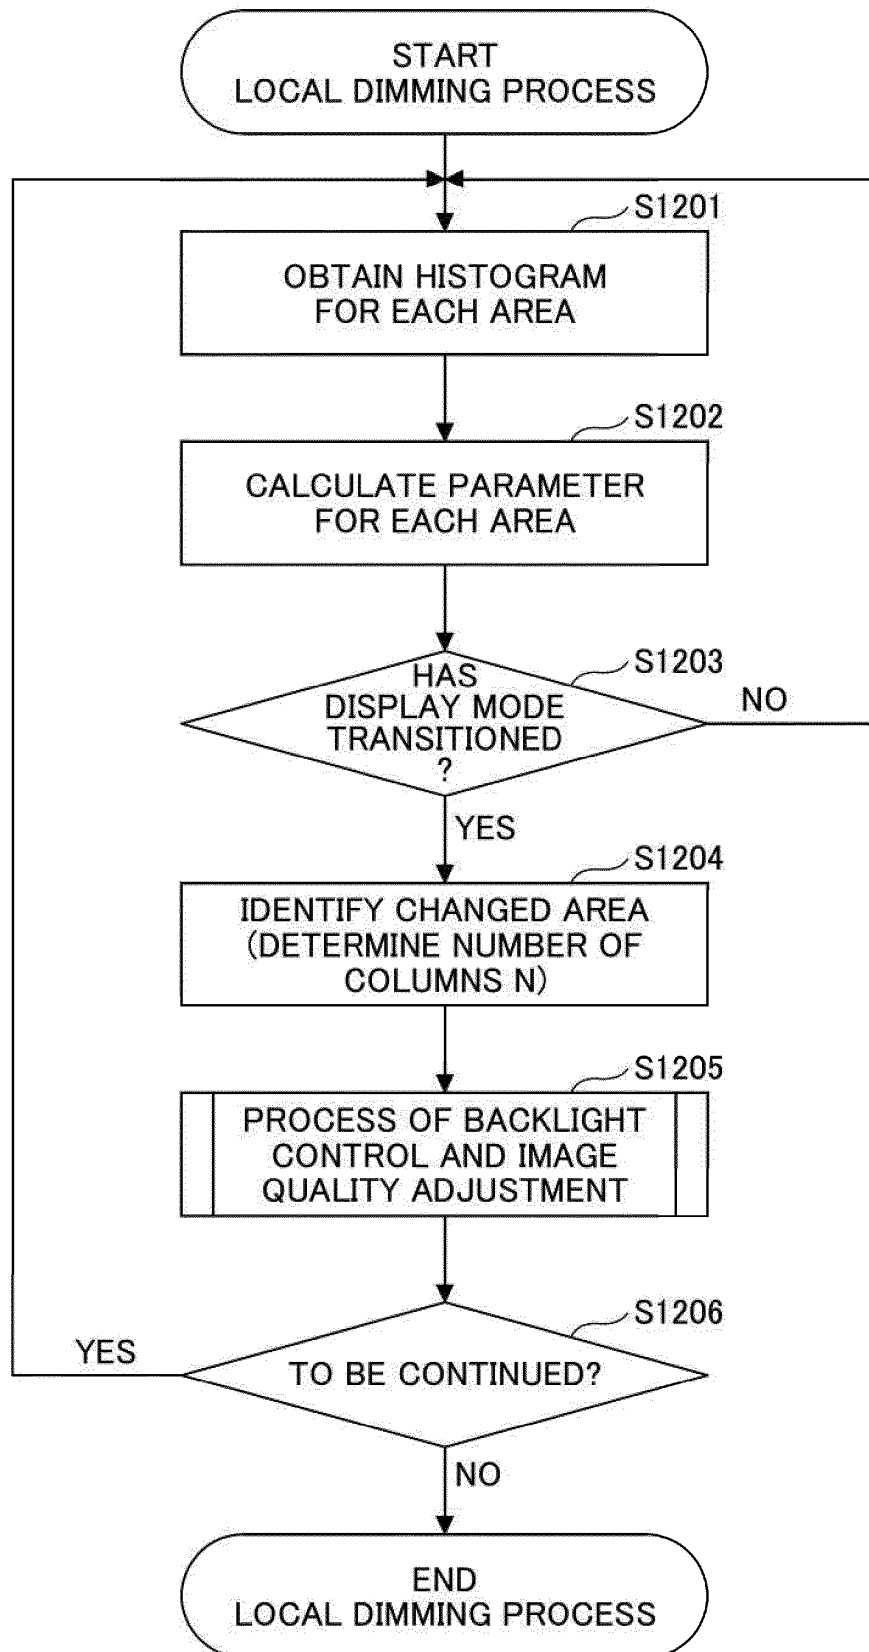 START
LOCAL DIMMING PROCESS
S1201
OBTAIN HISTOGRAM
FOR EACH AREA
S1202
CALCULATE PARAMETER
FOR EACH AREA
S1203
HAS
DISPLAY MODE
TRANSITIONED
?
NO
YES
S1204
IDENTIFY CHANGED AREA
(DETERMINE NUMBER OF
COLUMNS N)
S1205
PROCESS OF BACKLIGHT
CONTROL AND IMAGE
QUALITY ADJUSTMENT
S1206
YES
TO BE CONTINUED?
NO
END
LOCAL DIMMING PROCESS